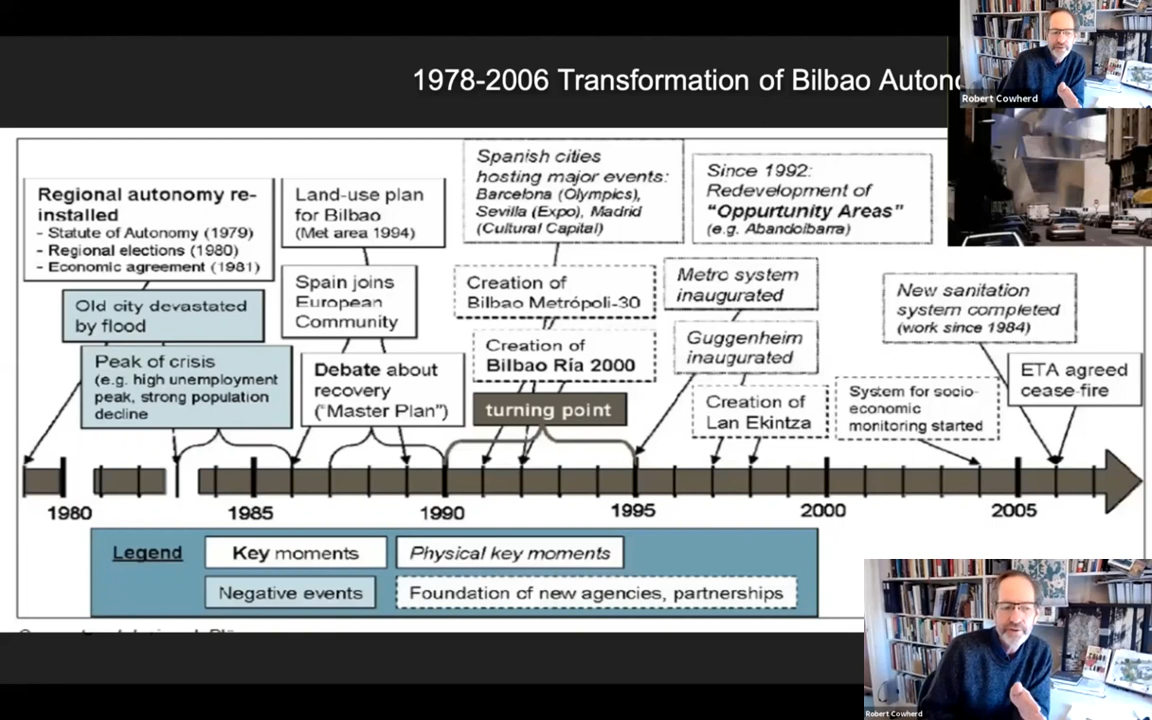 1978-2006 Transformation of Bilbao
Robert Cowherd
Regional autonomy re-
installed
- Statute of Autonomy (1979)
- Regional elections (1980)
- Economic agreement (1981)
Land-use plan
for Bilbao
(Met area 1994)
Spanish cities
hosting major events:
Barcelona (Olympics),
Sevilla (Expo), Madrid
(Cultural Capital)
Since 1992:
Redevelopment of
“Oppurtunity Areas”
(e.g. Abandoibarra)
Old city devastated
by flood
Spain joins
European
Community
Creation of
Bilbao Metrópoli-30
Metro system
inaugurated
New sanitation
system completed
(work since 1984)
Peak of crisis
(e.g. high unemployment
peak, strong population
decline
Debate about
recovery
("Master Plan")
Creation of
Bilbao Ría 2000
Guggenheim
inaugurated
ETA agreed
cease-fire
turning point
Creation of
Lan Ekintza
System for socio-
economic
monitoring started
1980
1985
1990
1995
2000
2005
Legend
Key moments
Physical key moments
Negative events
Foundation of new agencies, partnerships
Robert Cowherd